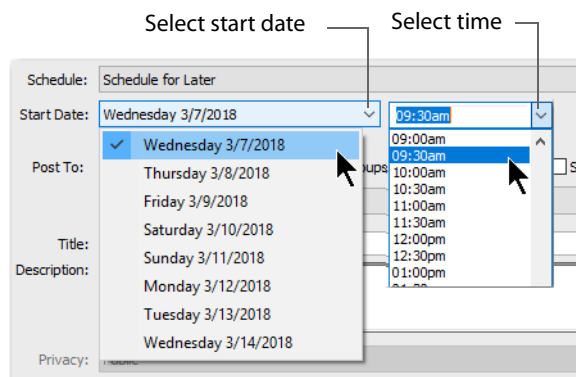 Select start date
Select time
Schedule: Schedule for Later
Start Date: Wednesday 3/7/2018 09:30am
Wednesday 3/7/2018
Thursday 3/8/2018
Friday 3/9/2018
Saturday 3/10/2018
Sunday 3/11/2018
Monday 3/12/2018
Tuesday 3/13/2018
Wednesday 3/14/2018
09:00am
09:30am
10:00am
10:30am
11:00am
11:30am
12:00pm
12:30pm
01:00pm
Post To:
Title:
Description:
Privacy: